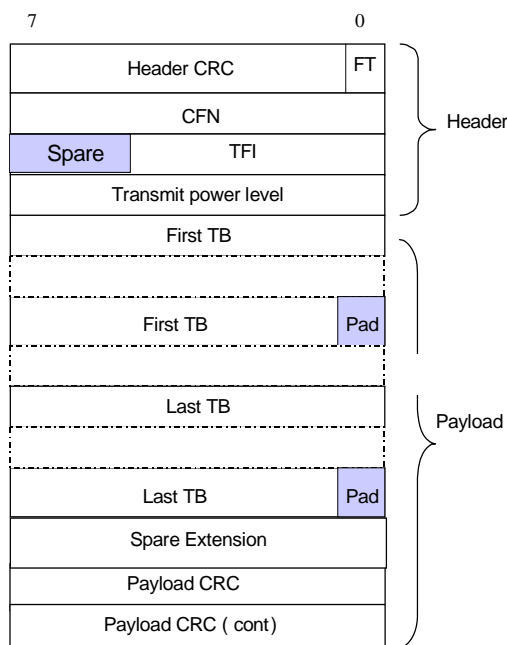 7 0
Header CRC FT
CFN
Header
Spare TFI
Transmit power level
First TB
First TB Pad
Last TB
Payload
Last TB Pad
Spare Extension
Payload CRC
Payload CRC ( cont)